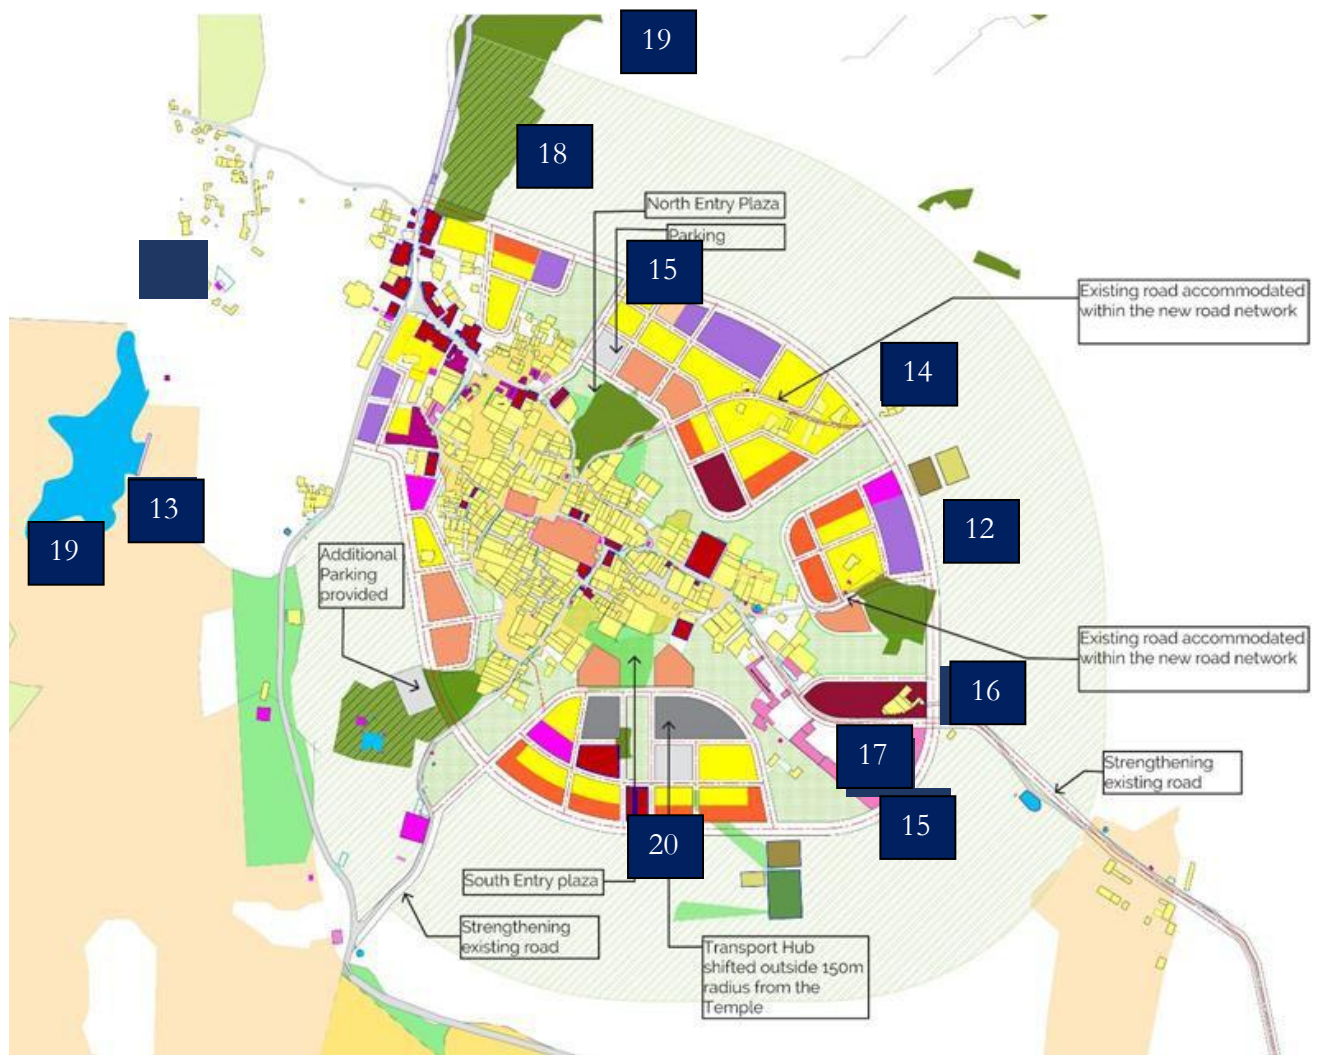 19
18
North Entry Plaza
Parking
15
Existing road accommodated
within the new road network
14
13
12
19
Additional
Parking
provided
Existing road accommodated
within the new road network
16
17
Strengthening
existing road
15
20
South Entry plaza
Strengthening
existing road
Transport Hub
shifted outside 150m
radius from the
Temple